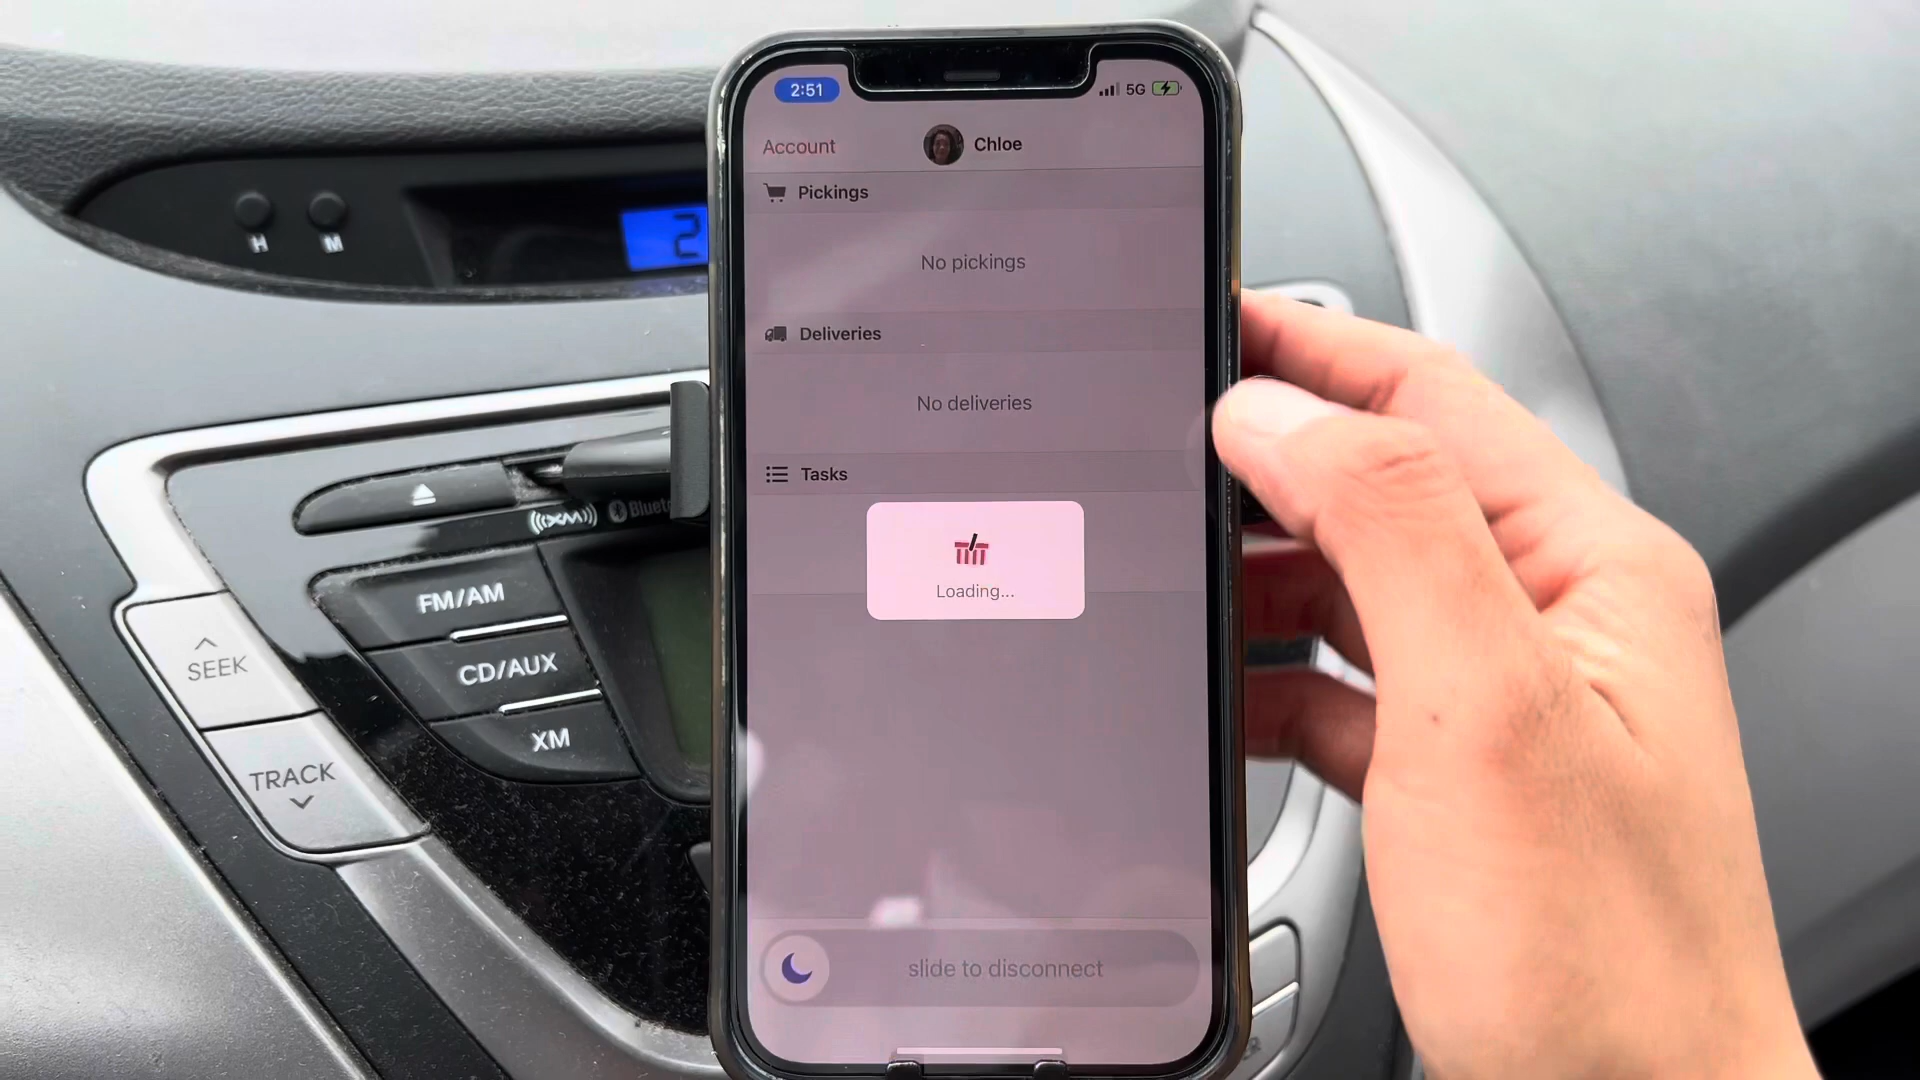 2:51
5G
Account
Chloe
Pickings
No pickings
Deliveries
No deliveries
Tasks
Loading...
slide to disconnect
H
M
2
XM
FM/AM
CD/AUX
XM
SEEK
TRACK